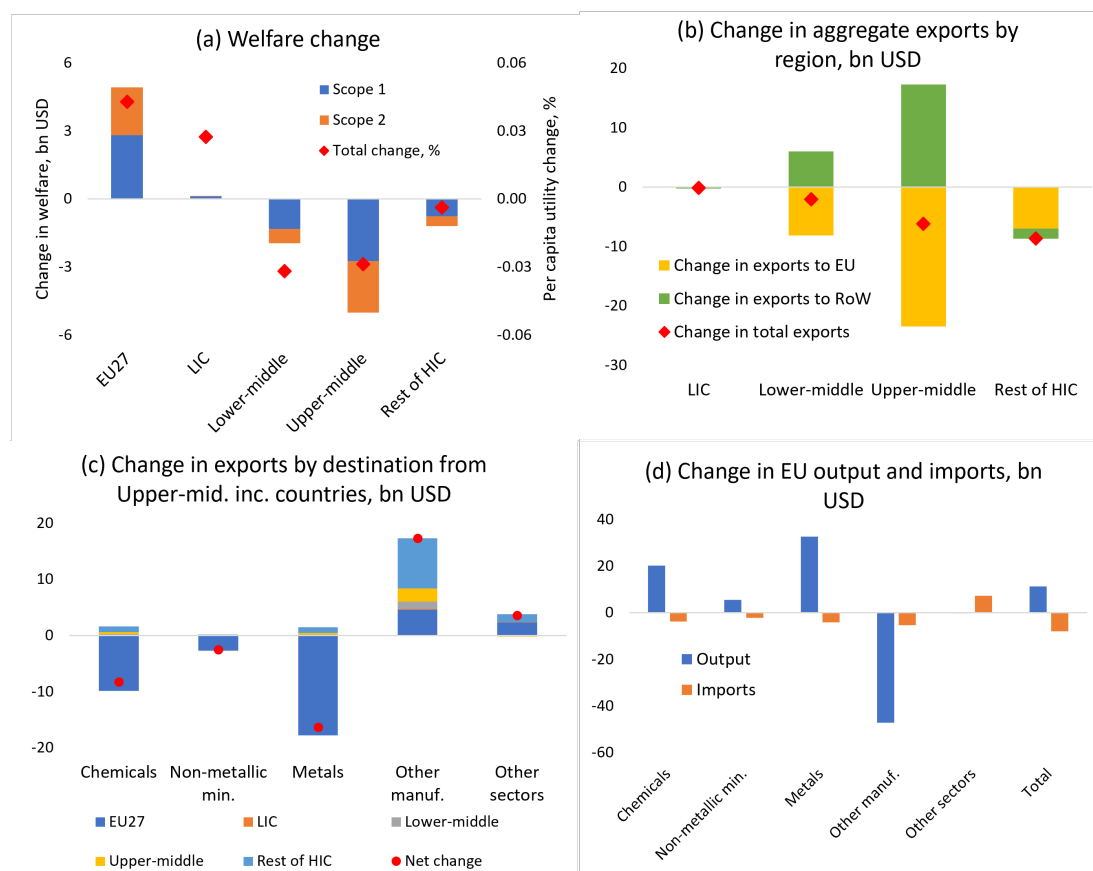 (a) Welfare change
6
3
0
-3
-6
Change in welfare, bn USD
0.06
0.03
0.00
-0.03
-0.06
Per capita utility change, %
Scope 1
Scope 2
Total change, %
EU27
LIC
Lower-middle
Upper-middle
Rest of HIC
(b) Change in aggregate exports by
region, bn USD
20
10
0
-10
-20
-30
Change in exports to EU
Change in exports to RoW
Change in total exports
LIC
Lower-middle
Upper-middle
Rest of HIC
(c) Change in exports by destination from
Upper-mid. inc. countries, bn USD
20
10
0
-10
-20
Chemicals
Non-metallic
min.
Metals
Other
manuf.
Other
sectors
EU27
LIC
Lower-middle
Upper-middle
Rest of HIC
Net change
(d) Change in EU output and imports, bn
USD
40
20
0
-20
-40
-60
Output
Imports
Chemicals
Non-metallic min.
Metals
Other manuf.
Other sectors
Total